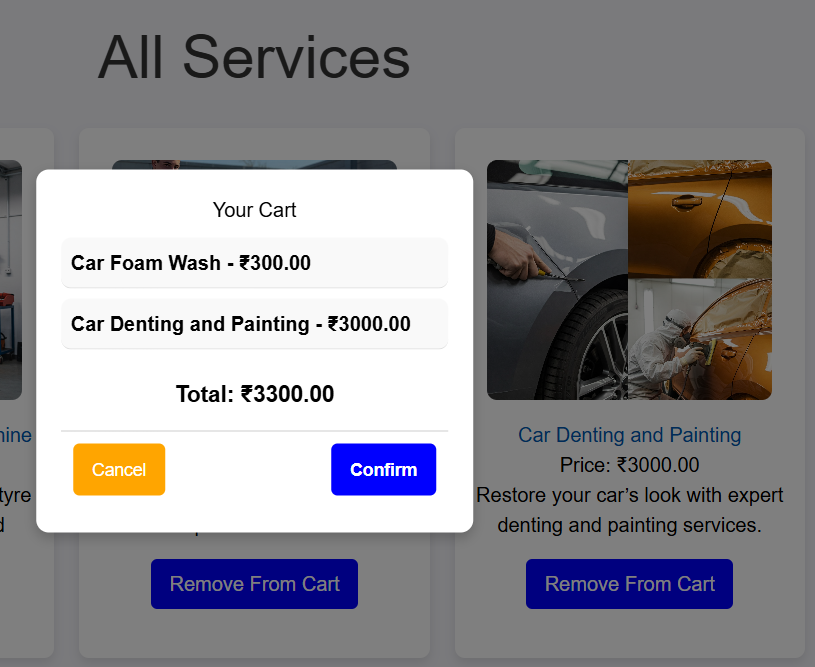 All Services
Your Cart
Car Foam Wash - ₹300.00
Car Denting and Painting - ₹3000.00
Total: ₹3300.00
Cancel
Confirm
tyre
Remove From Cart
Car Denting and Painting
Price: ₹3000.00
Restore your car’s look with expert
denting and painting services.
Remove From Cart